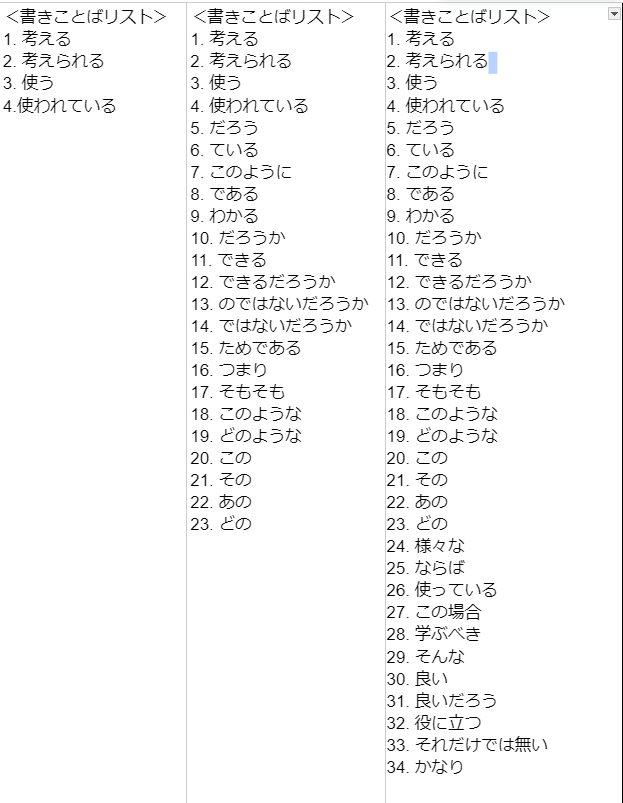 ＜書きことばリスト＞
1. 考える
2. 考えられる
3. 使う
4.使われている
＜書きことばリスト＞
1. 考える
2. 考えられる
3. 使う
4. 使われている
5. だろう
6. ている
7. このように
8. である
9. わかる
10. だろうか
11. できる
12. できるだろうか
13. のではないだろうか
14. ではないだろうか
15. ためである
16. つまり
17. そもそも
18. このような
19. どのような
20. この
21. その
22. あの
23. どの
＜書きことばリスト＞
1. 考える
2. 考えられる
3. 使う
4. 使われている
5. だろう
6. ている
7. このように
8. である
9. わかる
10. だろうか
11. できる
12. できるだろうか
13. のではないだろうか
14. ではないだろうか
15. ためである
16. つまり
17. そもそも
18. このような
19. どのような
20. この
21. その
22. あの
23. どの
24. 様々な
25. ならば
26. 使っている
27. この場合
28. 学ぶべき
29. そんな
30. 良い
31. 良いだろう
32. 役に立つ
33. それだけでは無い
34. かなり